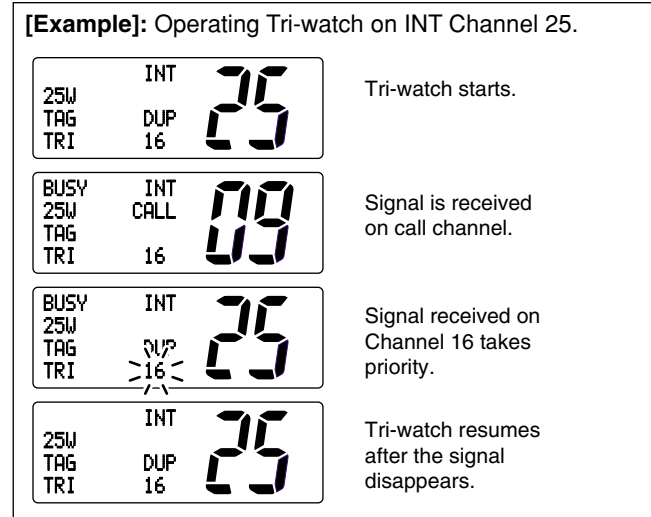 [Example]: Operating Tri-watch on INT Channel 25.
INT
25W
TAG DUP
TRI 16
25
Tri-watch starts.
BUSY INT
25W CALL
TAG
TRI 16
09
Signal is received
on call channel.
BUSY INT
25W
TAG DUP
TRI 16
25
Signal received on
Channel 16 takes
priority.
INT
25W
TAG DUP
TRI 16
25
Tri-watch resumes
after the signal
disappears.